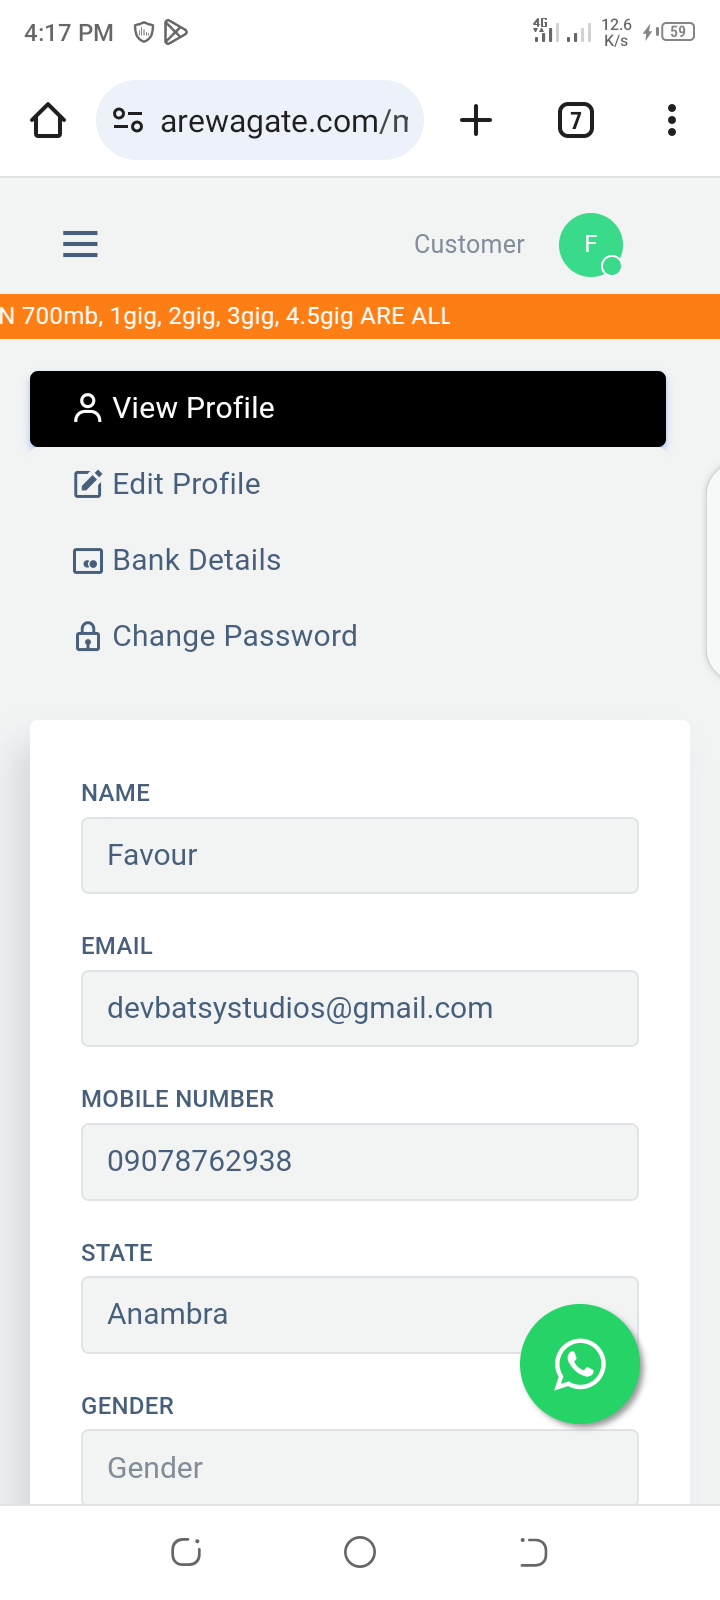 4:17 PM
4G
12.6
K/s
59
arewagate.com/
7
Customer
F
N 700mb, 1gig, 2gig, 3gig, 4.5gig ARE ALL
View Profile
Edit Profile
Bank Details
Change Password
NAME
Favour
EMAIL
devbatsystudios@gmail.com
MOBILE NUMBER
09078762938
STATE
Anambra
GENDER
Gender